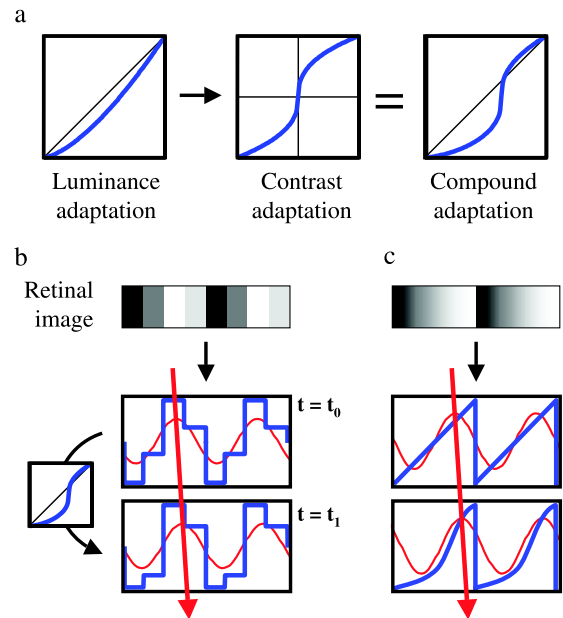 a
Luminance
adaptation
Contrast
adaptation
=
Compound
adaptation
b
Retinal
image
t = t₀
t = t₁
c